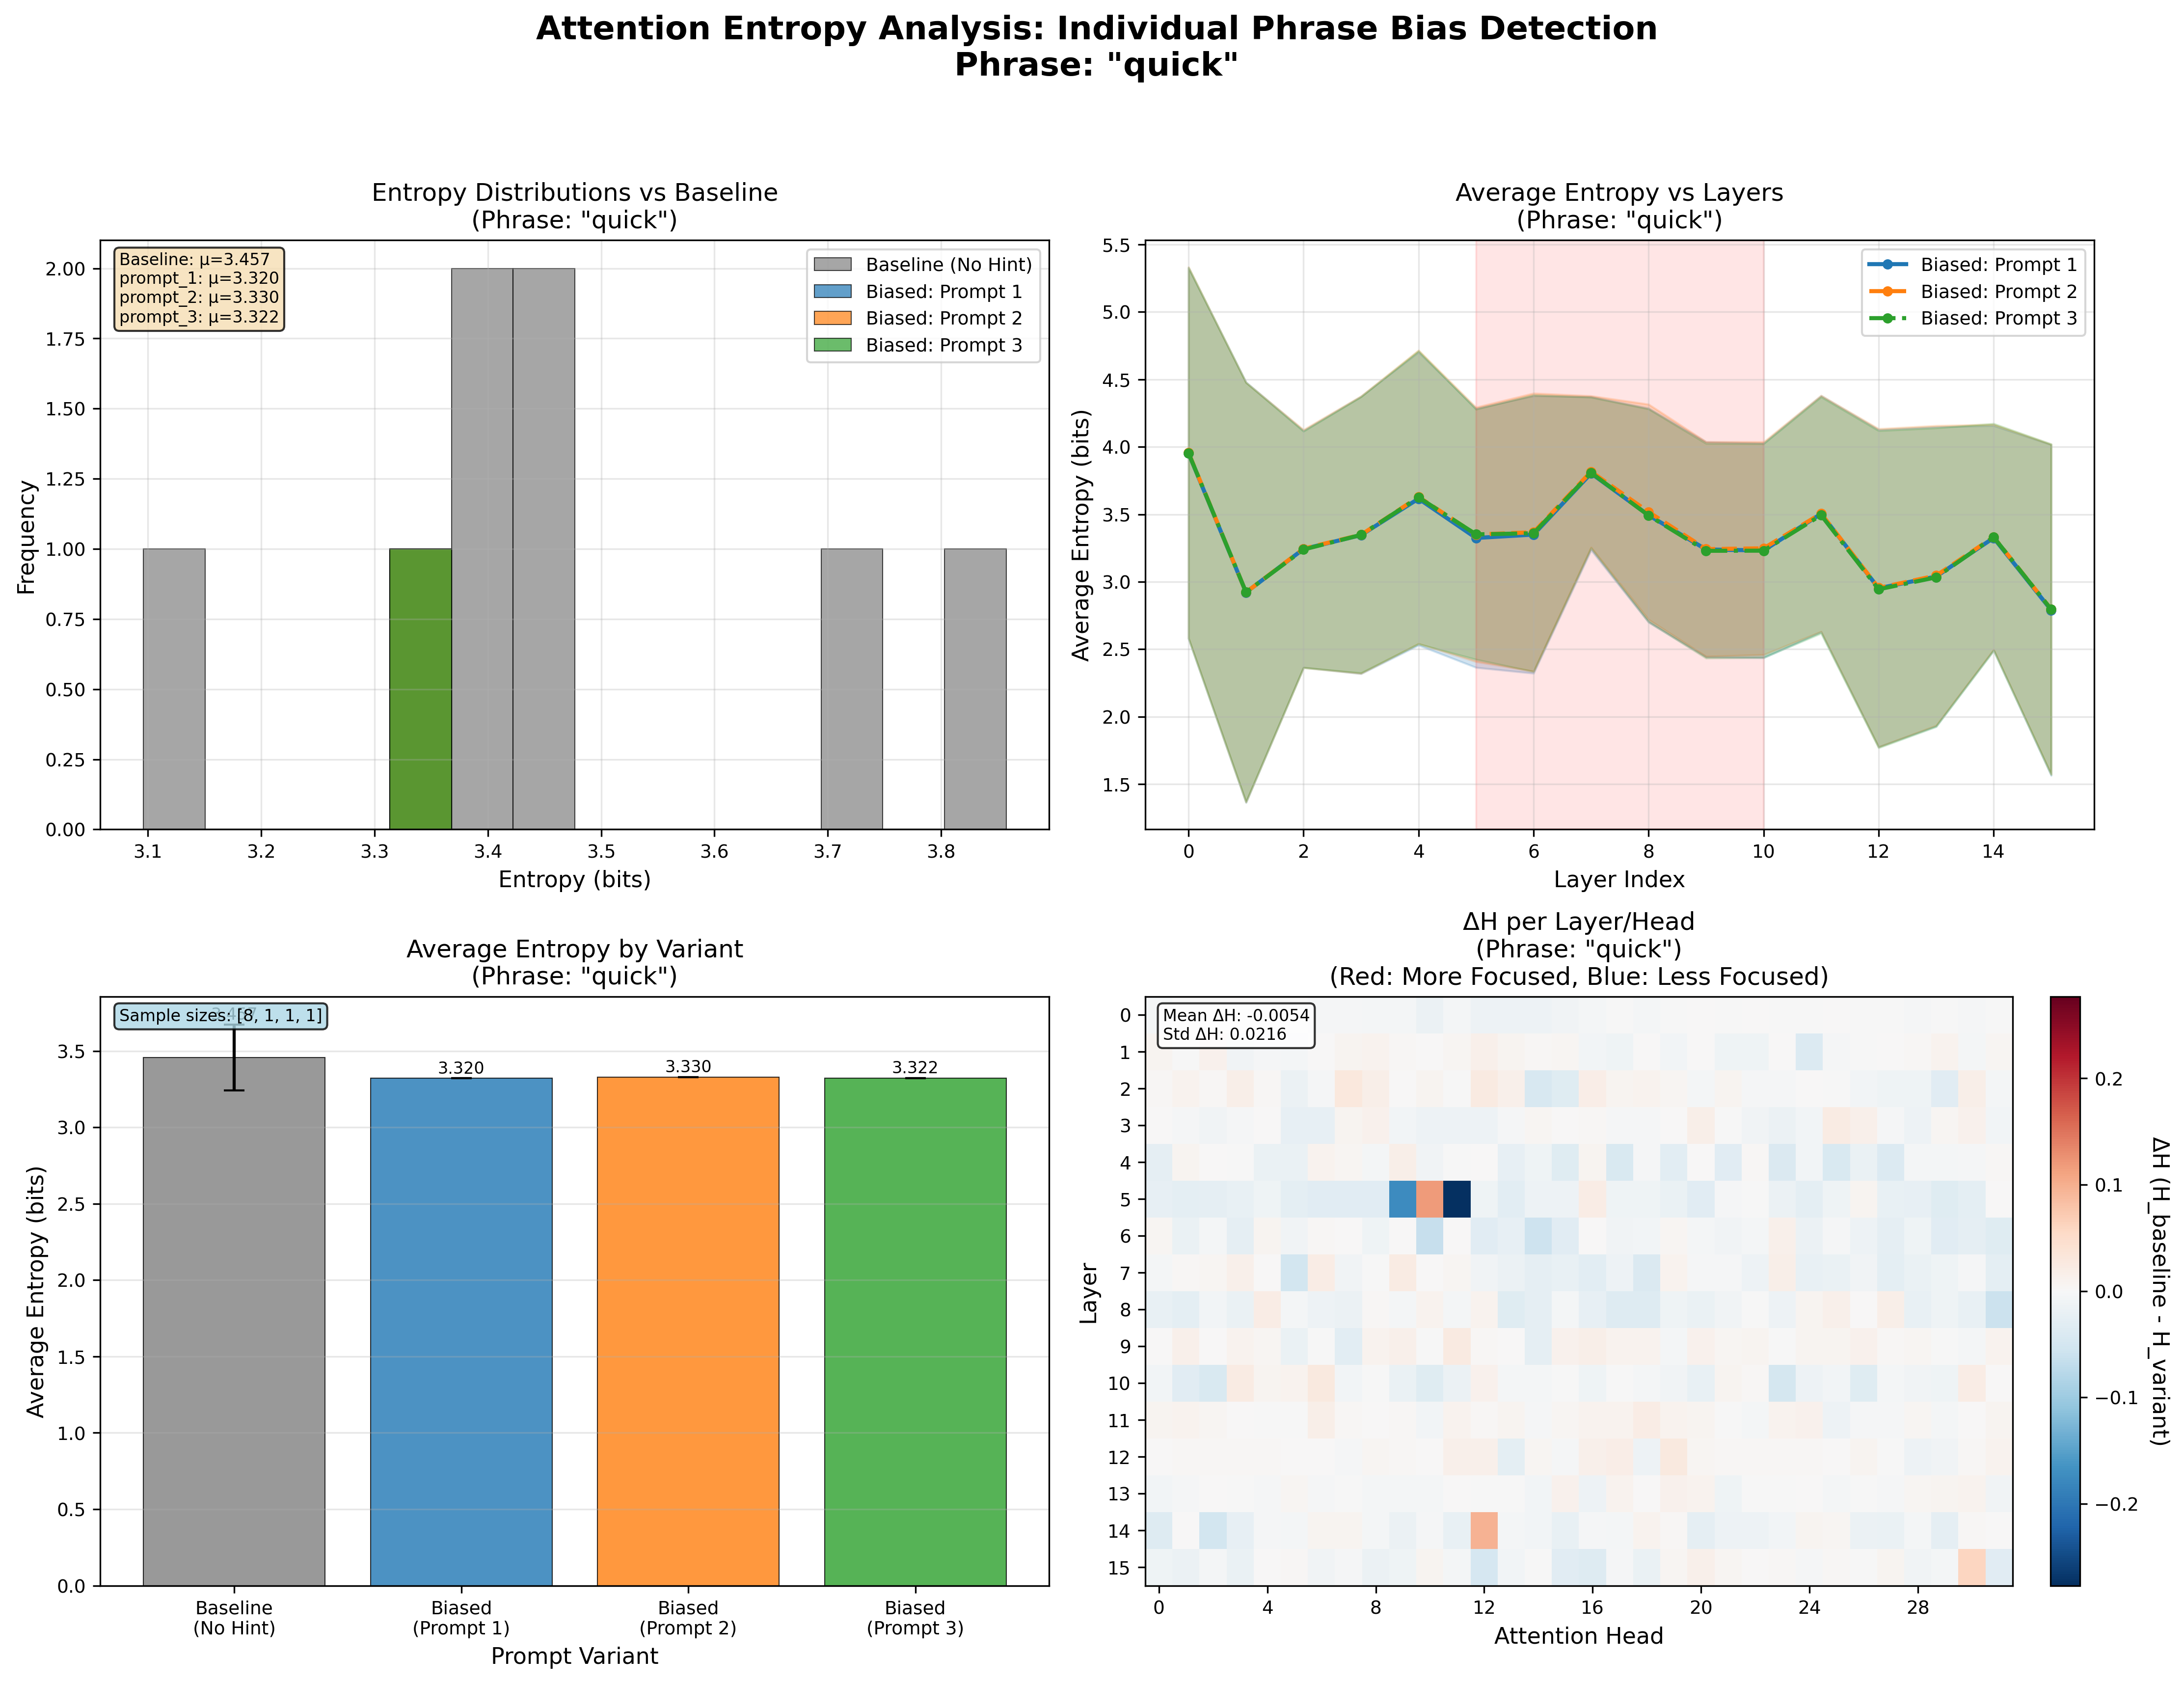 Attention Entropy Analysis: Individual Phrase Bias Detection
Phrase: "quick"
Entropy Distributions vs Baseline
(Phrase: "quick")
Baseline: μ=3.457
prompt_1: μ=3.320
prompt_2: μ=3.330
prompt_3: μ=3.322
Baseline (No Hint)
Biased: Prompt 1
Biased: Prompt 2
Biased: Prompt 3
Frequency
2.00
1.75
1.50
1.25
1.00
0.75
0.50
0.25
0.00
3.1 3.2 3.3 3.4 3.5 3.6 3.7 3.8
Entropy (bits)
Average Entropy vs Layers
(Phrase: "quick")
Biased: Prompt 1
Biased: Prompt 2
Biased: Prompt 3
Average Entropy (bits)
5.5
5.0
4.5
4.0
3.5
3.0
2.5
2.0
1.5
0 2 4 6 8 10 12 14
Layer Index
Average Entropy by Variant
(Phrase: "quick")
Sample sizes: [8, 1, 1, 1]
3.320
3.330
3.322
Average Entropy (bits)
3.5
3.0
2.5
2.0
1.5
1.0
0.5
0.0
Baseline
(No Hint)
Biased
(Prompt 1)
Biased
(Prompt 2)
Biased
(Prompt 3)
Prompt Variant
ΔH per Layer/Head
(Phrase: "quick")
(Red: More Focused, Blue: Less Focused)
Mean ΔH: -0.0054
Std ΔH: 0.0216
Layer
0
1
2
3
4
5
6
7
8
9
10
11
12
13
14
15
0 4 8 12 16 20 24 28
Attention Head
0.2
0.1
0.0
−0.1
−0.2
ΔH (H_baseline - H_variant)